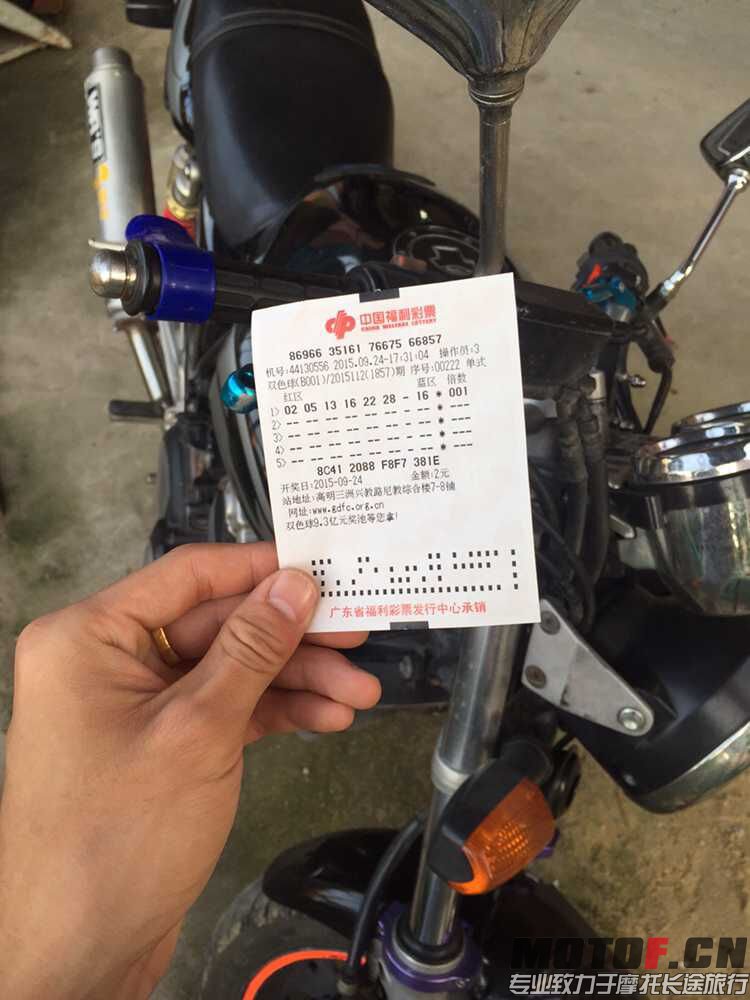 中国福利彩票
CHINA WELFARE LOTTERY
86966 35161 76675 66857
机号:44130556 2015.09.24-17:31:04 操作员:3
双色球(B001)/2015112(1857)期 序号:00222 单式
红区 蓝区 倍数
1> 02 05 13 16 22 28 - 16 * 001
2> -- -- -- -- -- -- - -- * ---
3> -- -- -- -- -- -- - -- * ---
4> -- -- -- -- -- -- - -- * ---
5> -- -- -- -- -- -- - -- * ---
8C41 2088 F8F7 381E
开奖日:2015-09-24 金额:2元
站地址:高明三洲兴教路尼教综合楼7-8铺
网址:www.gdfc.org.cn
双色球9.3亿元奖池等您拿!
广东省福利彩票发行中心承销
MOTOF.CN
专业致力于摩托长途旅行